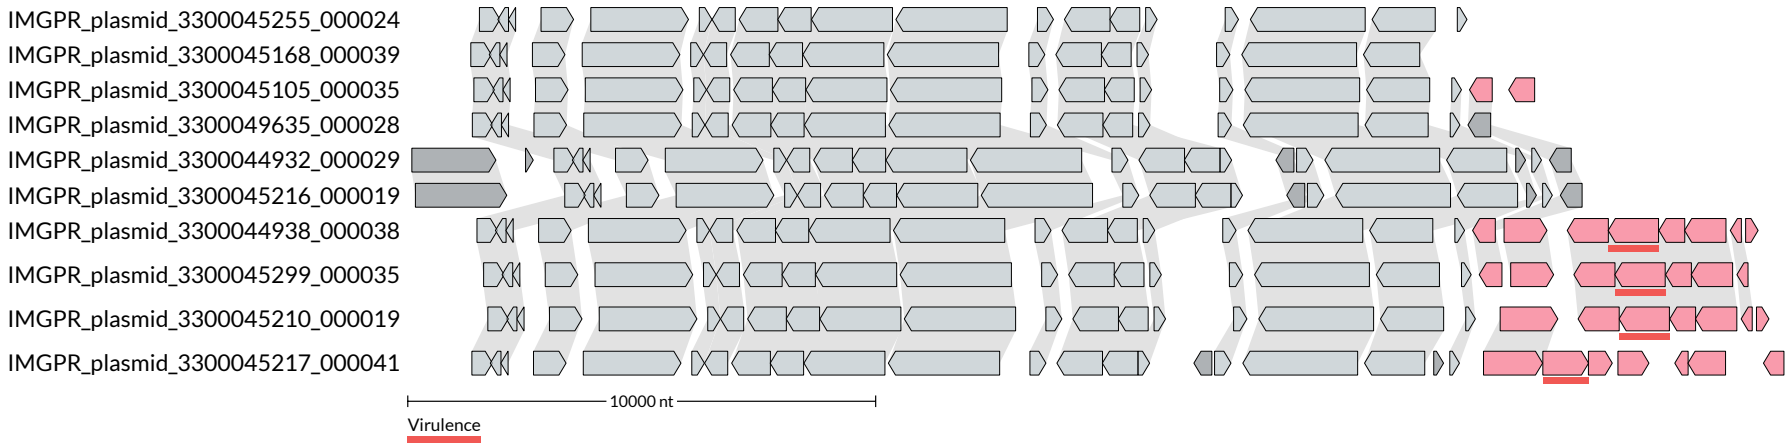 IMGPR_plasmid_3300045255_000024
IMGPR_plasmid_3300045168_000039
IMGPR_plasmid_3300045105_000035
IMGPR_plasmid_3300049635_000028
IMGPR_plasmid_3300044932_000029
IMGPR_plasmid_3300045216_000019
IMGPR_plasmid_3300044938_000038
IMGPR_plasmid_3300045299_000035
IMGPR_plasmid_3300045210_000019
IMGPR_plasmid_3300045217_000041
10000 nt
Virulence